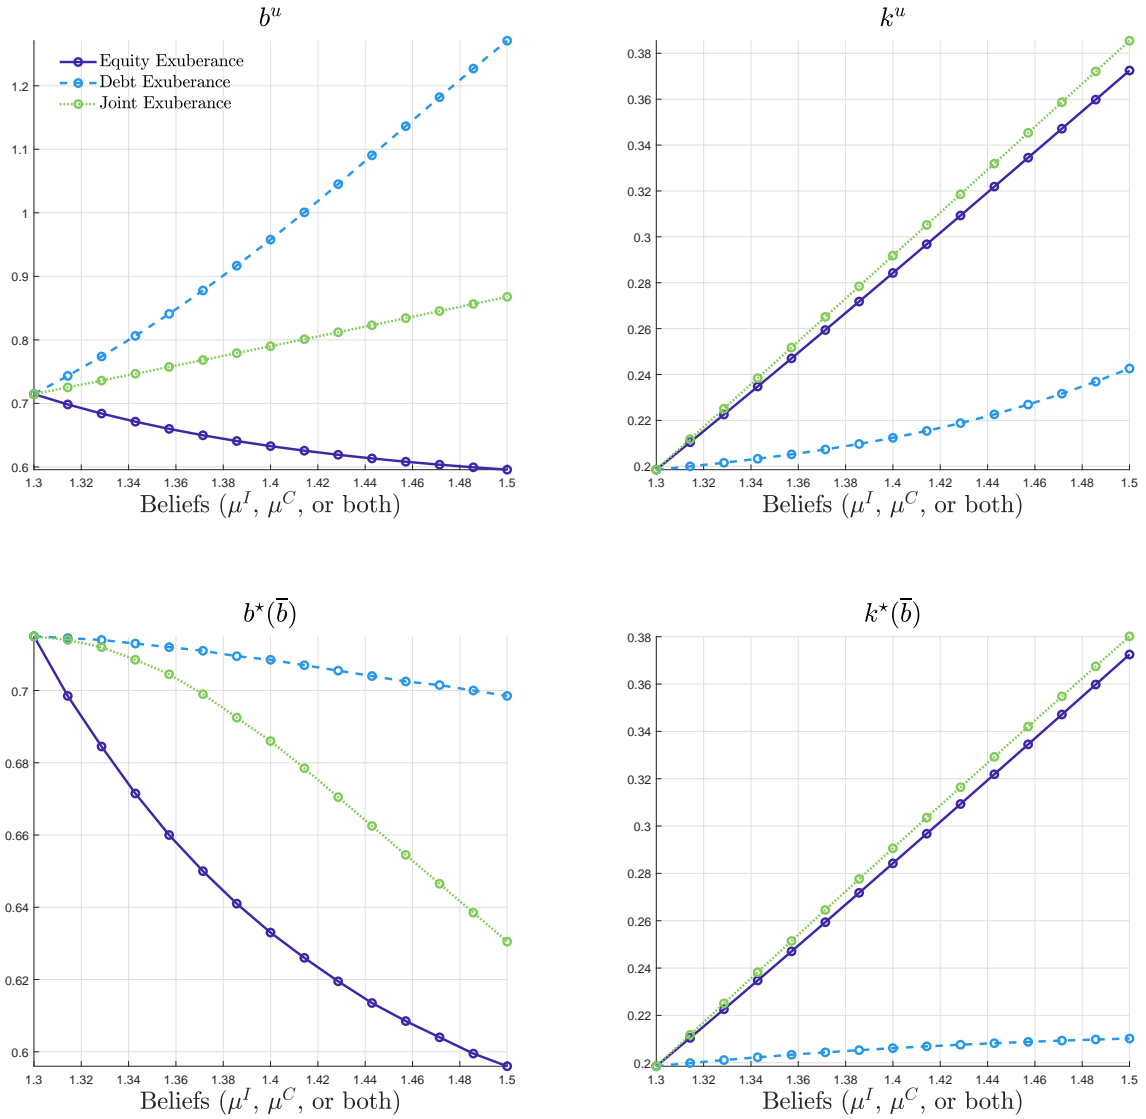 b^u
1.2
1.1
1
0.9
0.8
0.7
0.6
Equity Exuberance
Debt Exuberance
Joint Exuberance
1.3 1.32 1.34 1.36 1.38 1.4 1.42 1.44 1.46 1.48 1.5
Beliefs (μ^I, μ^C, or both)
k^u
0.38
0.36
0.34
0.32
0.3
0.28
0.26
0.24
0.22
0.2
1.3 1.32 1.34 1.36 1.38 1.4 1.42 1.44 1.46 1.48 1.5
Beliefs (μ^I, μ^C, or both)
b^⋆(b̅)
0.7
0.68
0.66
0.64
0.62
0.6
1.3 1.32 1.34 1.36 1.38 1.4 1.42 1.44 1.46 1.48 1.5
Beliefs (μ^I, μ^C, or both)
k^⋆(b̅)
0.38
0.36
0.34
0.32
0.3
0.28
0.26
0.24
0.22
0.2
1.3 1.32 1.34 1.36 1.38 1.4 1.42 1.44 1.46 1.48 1.5
Beliefs (μ^I, μ^C, or both)